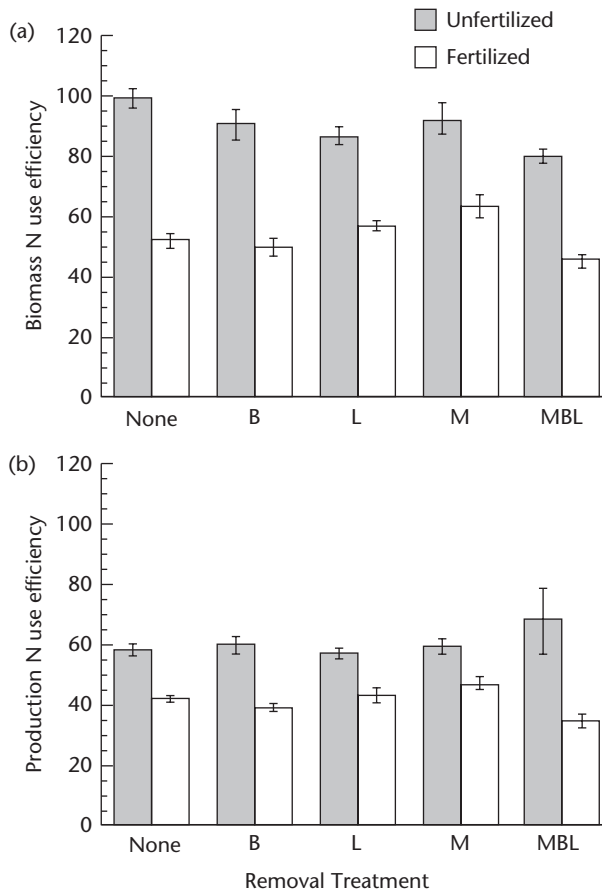 Unfertilized
Fertilized
(a)
Biomass N use efficiency
120
100
80
60
40
20
0
None B L M MBL
(b)
Production N use efficiency
120
100
80
60
40
20
0
None B L M MBL
Removal Treatment